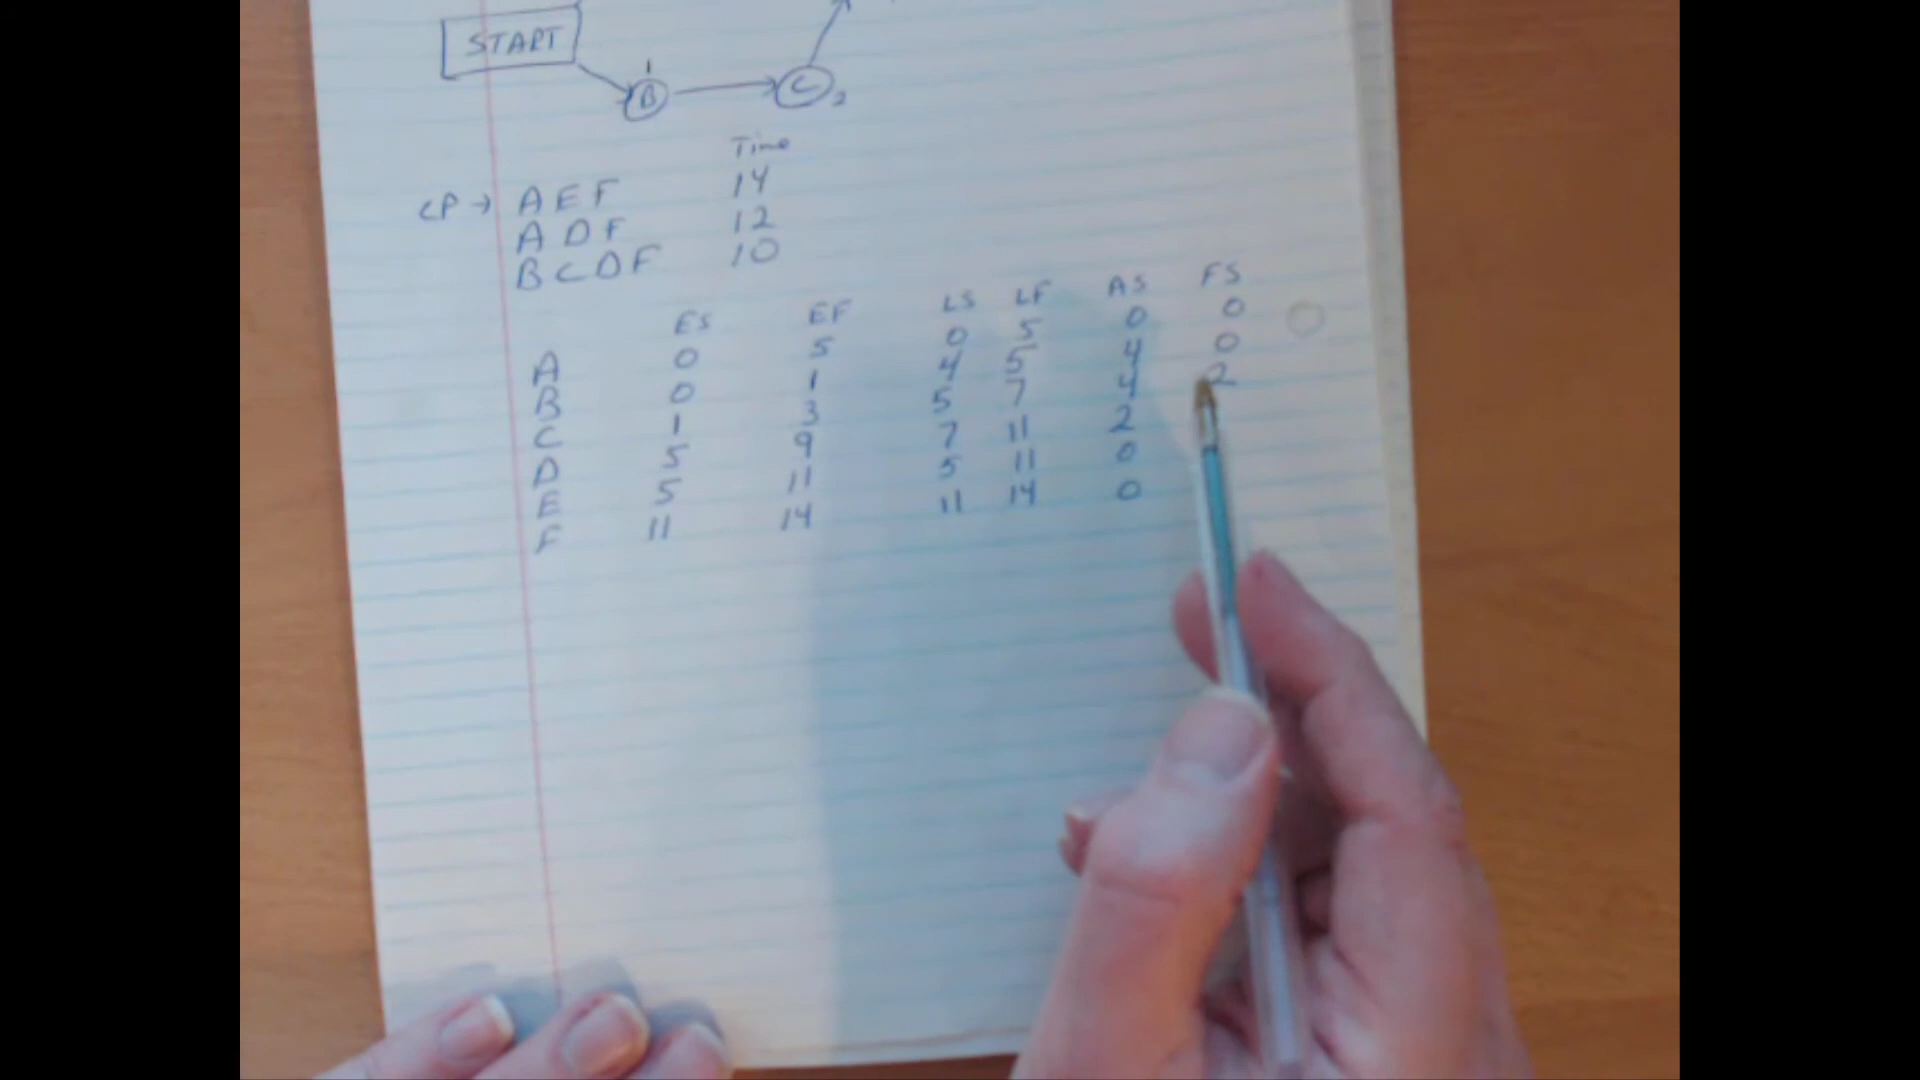 START
1
B
C
2
Time
CP → A E F 14
A D F 12
B C D F 10
ES EF LS LF AS FS
A 0 5 0 5 0 0
B 0 1 4 5 4 0
C 1 3 5 7 4 2
D 5 9 7 11 2
E 5 11 5 11 0
F 11 14 11 14 0